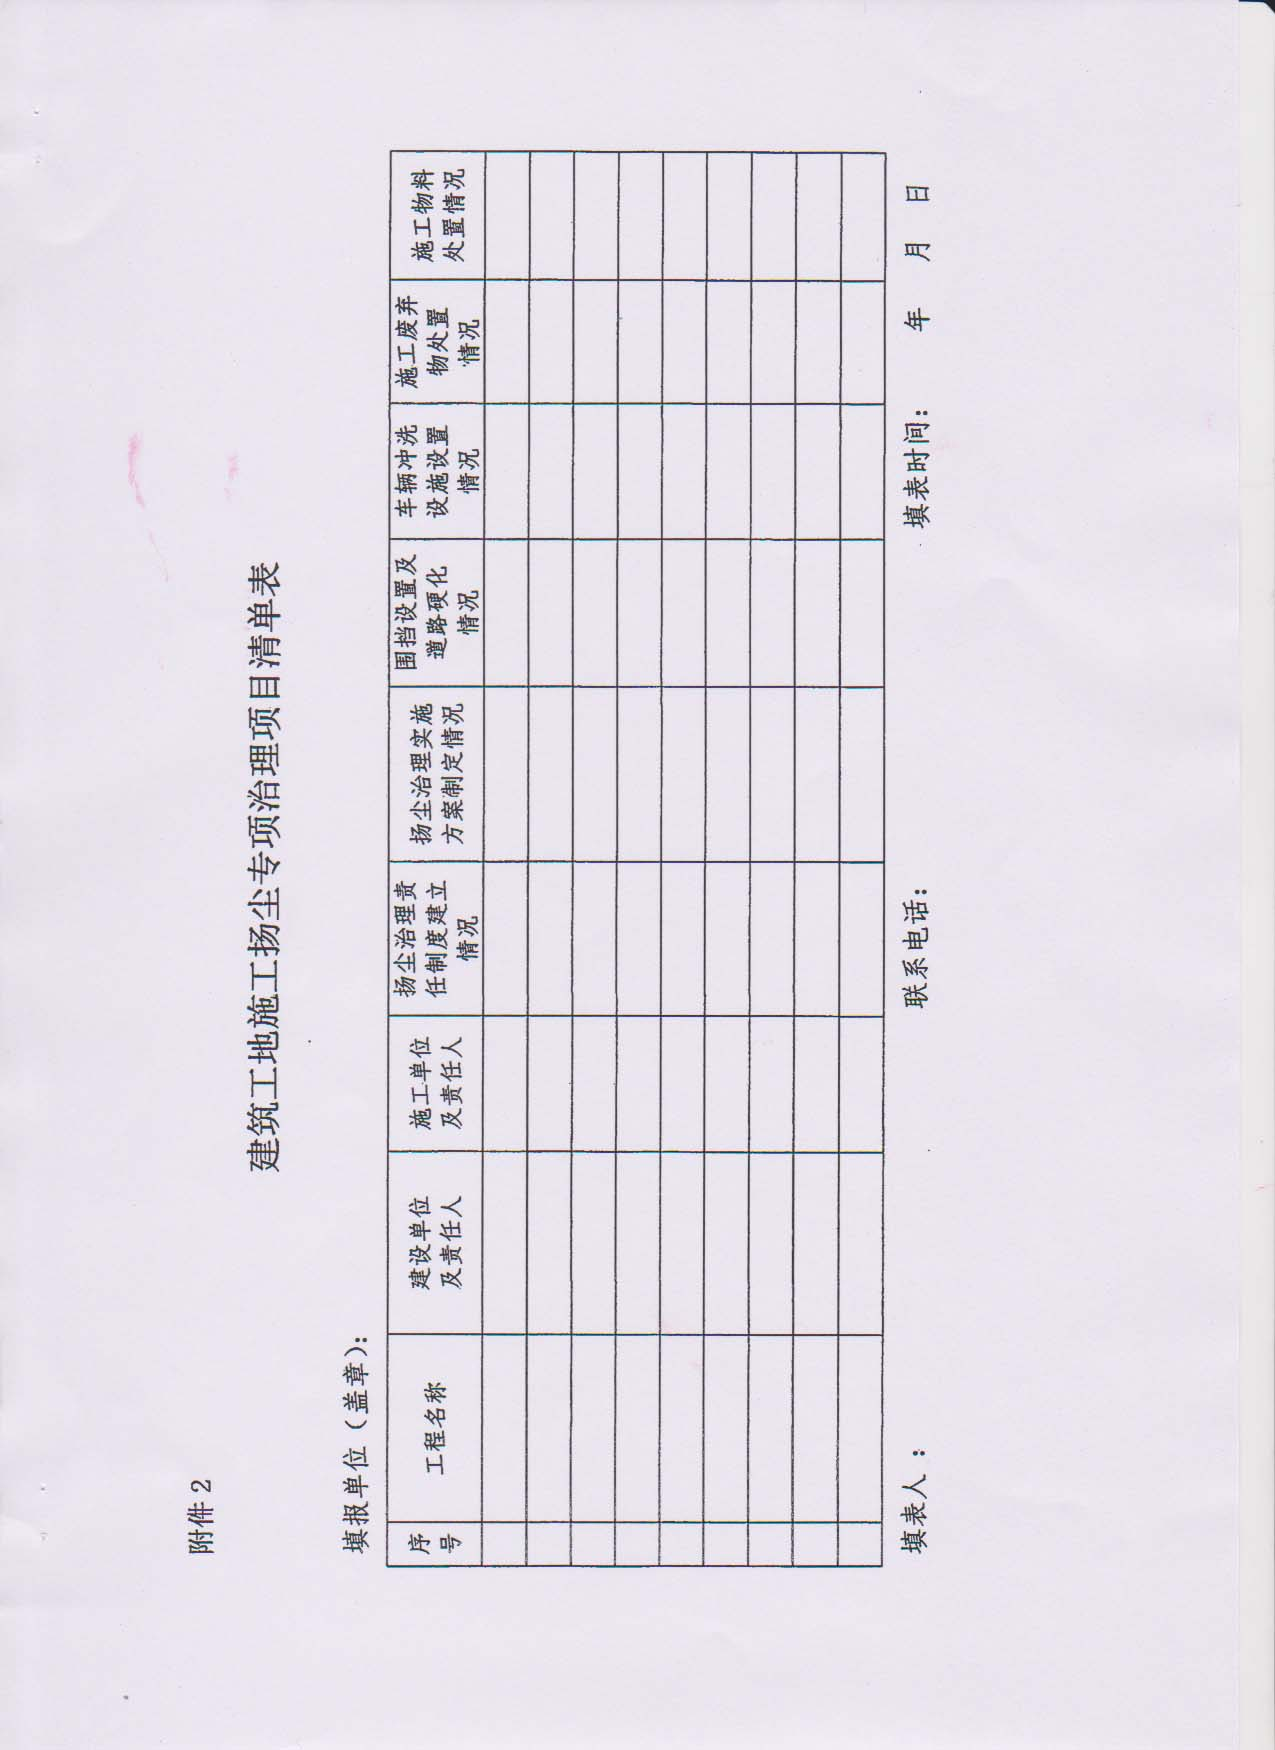 附件2
建筑工地施工扬尘专项治理项目清单表
填报单位（盖章）：
序
号
工程名称
建设单位
及责任人
施工单位
及责任人
扬尘治理责
任制度建立
情况
扬尘治理实施
方案制定情况
围挡设置及
道路硬化
情况
车辆冲洗
设施设置
情况
施工废弃
物处置
情况
施工物料
处置情况
填表人：
联系电话：
填表时间： 年 月 日